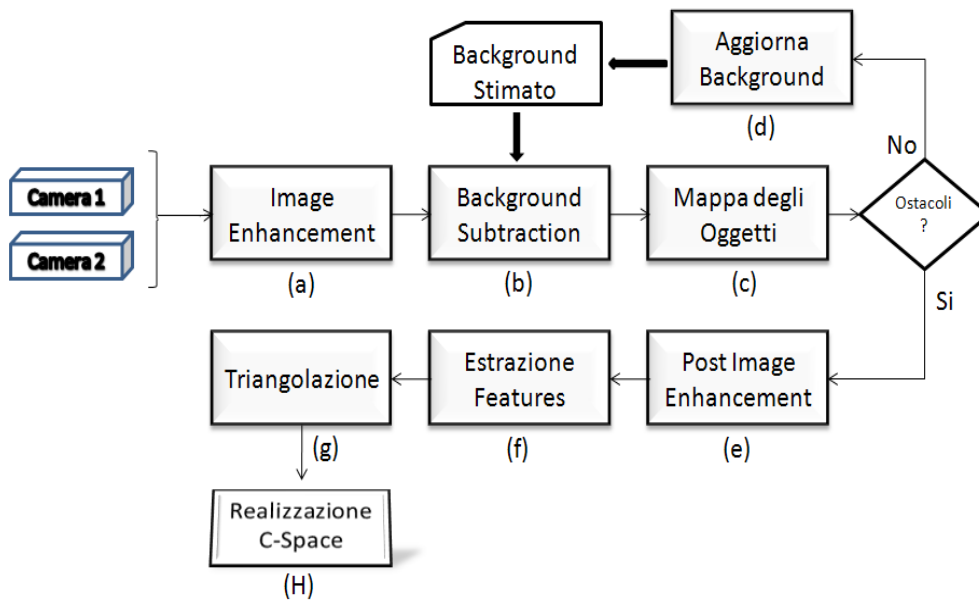 Background
Stimato
Aggiorna
Background
(d)
No
Camera 1
Camera 2
Image
Enhancement
(a)
Background
Subtraction
(b)
Mappa degli
Oggetti
(c)
Ostacoli
?
Si
Triangolazione
(g)
Estrazione
Features
(f)
Post Image
Enhancement
(e)
Realizzazione
C-Space
(H)